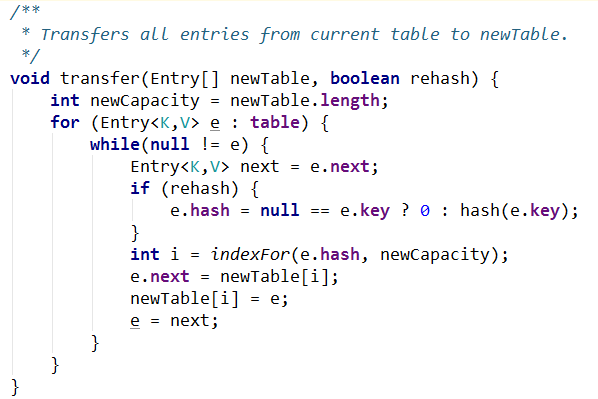 /**
 * Transfers all entries from current table to newTable.
 */
void transfer(Entry[] newTable, boolean rehash) {
    int newCapacity = newTable.length;
    for (Entry<K,V> e : table) {
        while(null != e) {
            Entry<K,V> next = e.next;
            if (rehash) {
                e.hash = null == e.key ? 0 : hash(e.key);
            }
            int i = indexFor(e.hash, newCapacity);
            e.next = newTable[i];
            newTable[i] = e;
            e = next;
        }
    }
}